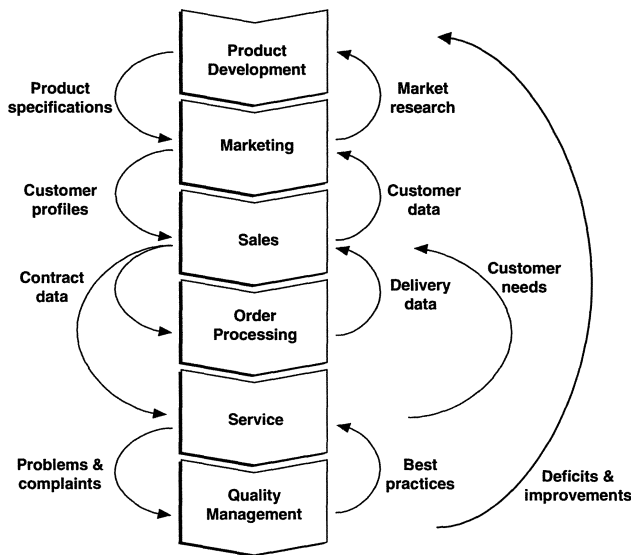 Product
Development
Product
specifications
Market
research
Marketing
Customer
profiles
Customer
data
Sales
Contract
data
Customer
needs
Delivery
data
Order
Processing
Service
Problems &
complaints
Best
practices
Deficits &
improvements
Quality
Management